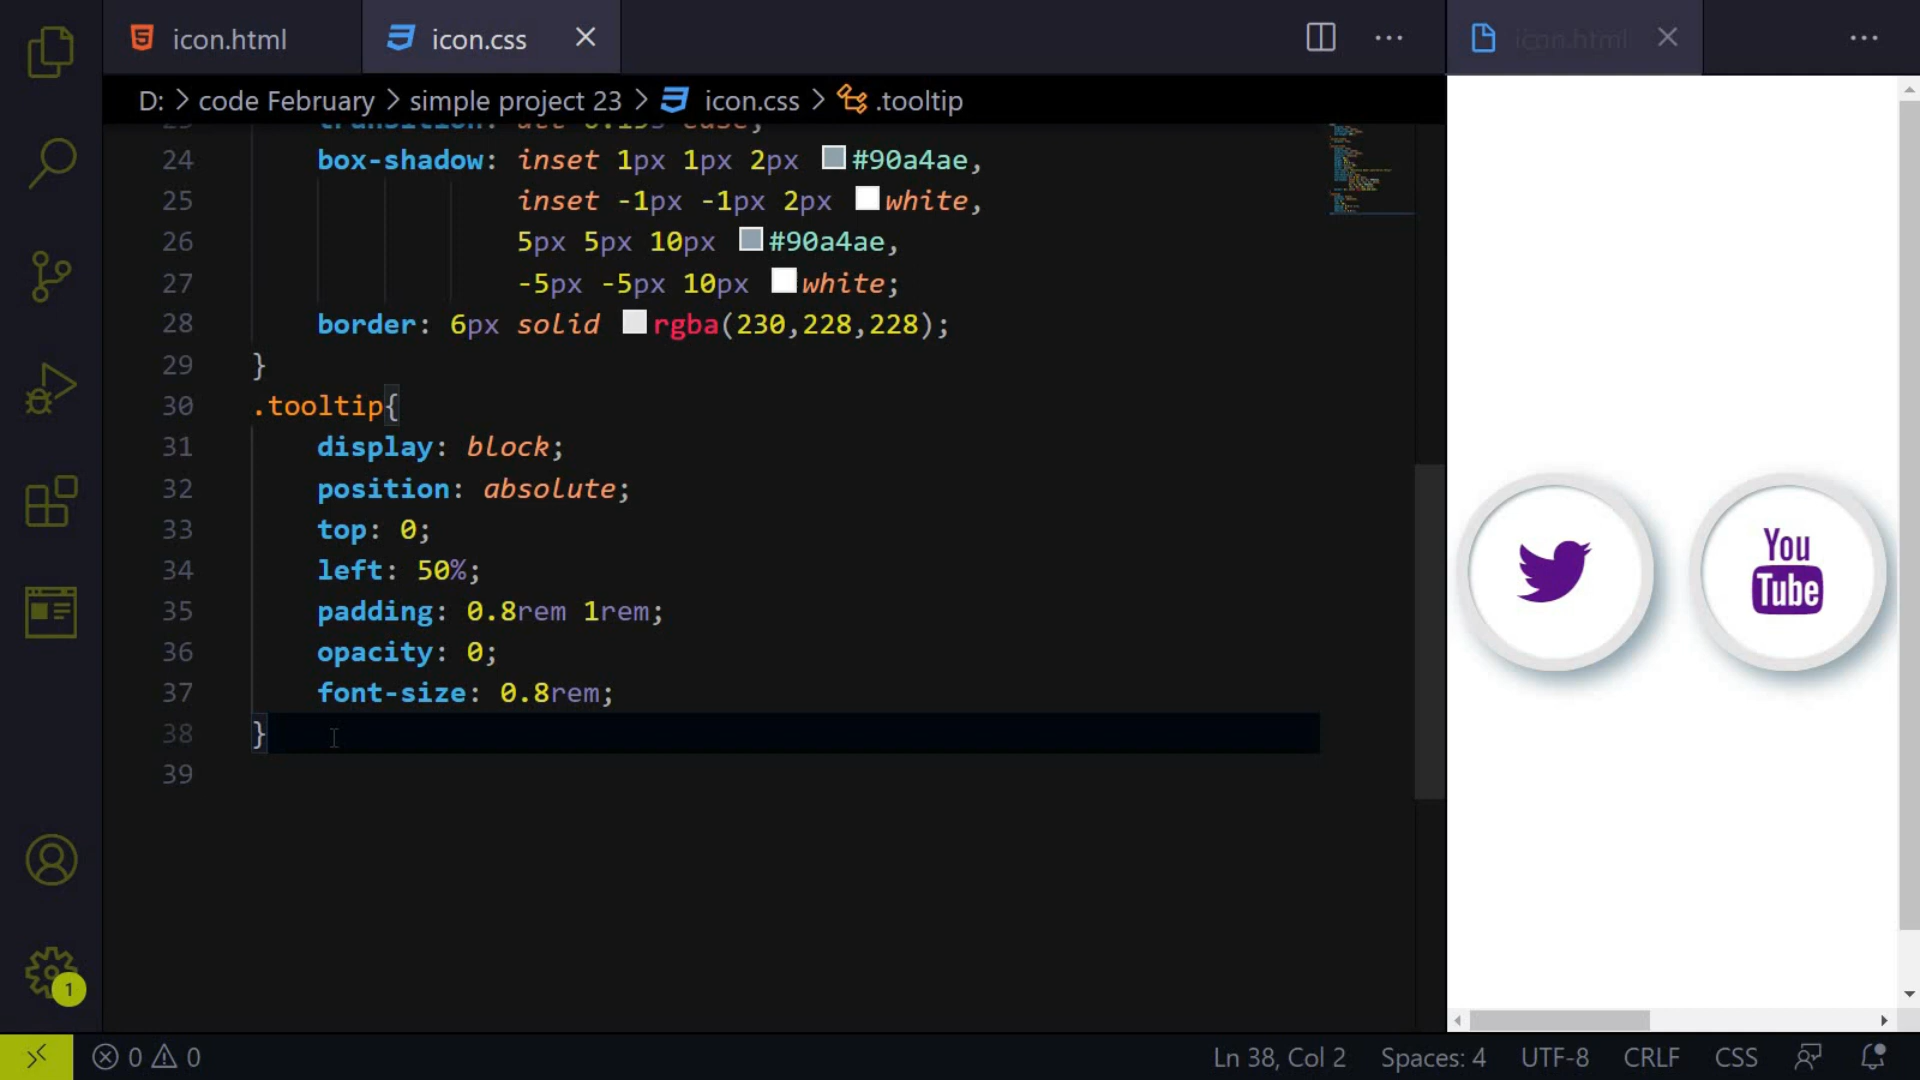 icon.html
icon.css
icon.html
D: > code February > simple project 23 > icon.css > .tooltip
24 box-shadow: inset 1px 1px 2px #90a4ae,
25 inset -1px -1px 2px white,
26 5px 5px 10px #90a4ae,
27 -5px -5px 10px white;
28 border: 6px solid rgba(230,228,228);
29 }
30 .tooltip{
31 display: block;
32 position: absolute;
33 top: 0;
34 left: 50%;
35 padding: 0.8rem 1rem;
36 opacity: 0;
37 font-size: 0.8rem;
38 }
39
You
Tube
1
0 0
Ln 38, Col 2
Spaces: 4
UTF-8
CRLF
CSS